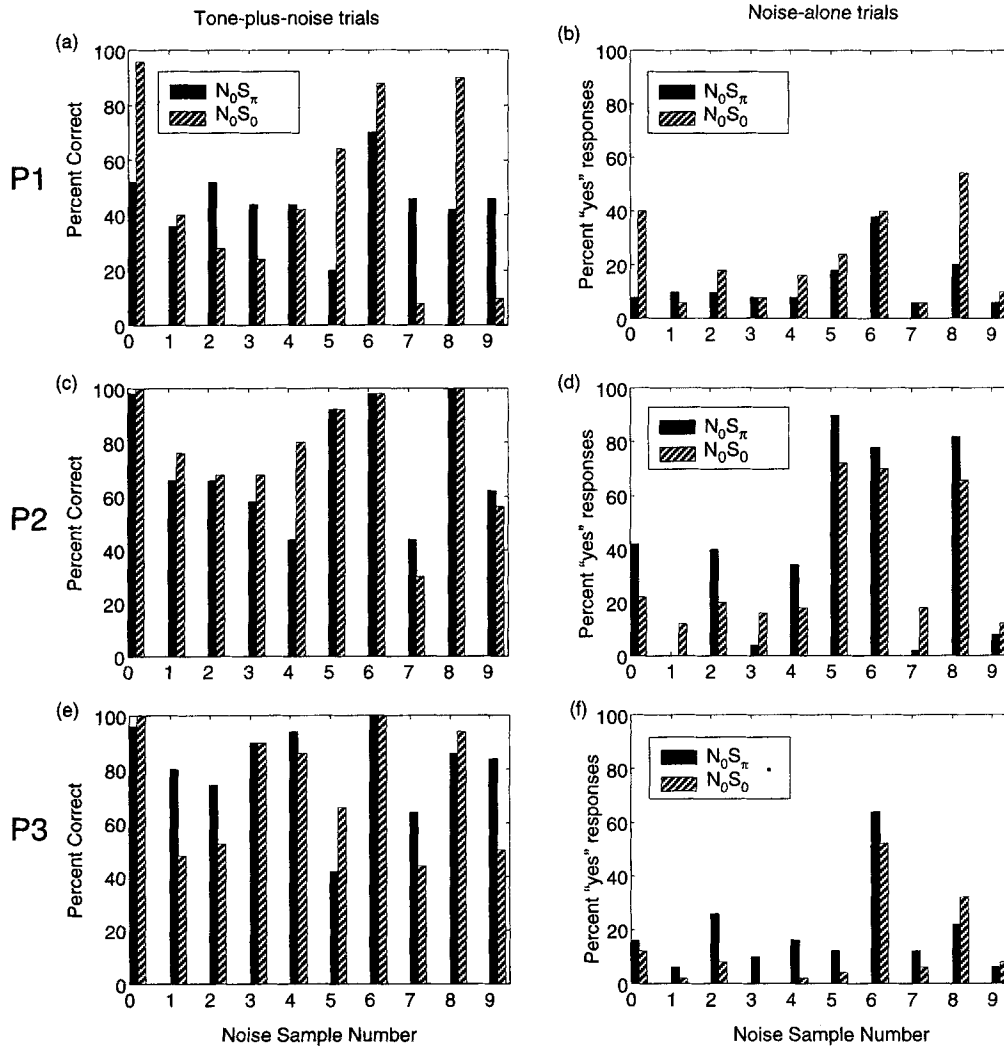 Tone-plus-noise trials
Noise-alone trials
(a)
100
80
60
40
20
0
Percent Correct
N₀Sπ
N₀S₀
0 1 2 3 4 5 6 7 8 9
P1
(b)
100
80
60
40
20
0
Percent "yes" responses
N₀Sπ
N₀S₀
0 1 2 3 4 5 6 7 8 9
(c)
100
80
60
40
20
0
Percent Correct
0 1 2 3 4 5 6 7 8 9
P2
(d)
100
80
60
40
20
0
Percent "yes" responses
N₀Sπ
N₀S₀
0 1 2 3 4 5 6 7 8 9
(e)
100
80
60
40
20
0
Percent Correct
0 1 2 3 4 5 6 7 8 9
Noise Sample Number
P3
(f)
100
80
60
40
20
0
Percent "yes" responses
N₀Sπ
N₀S₀
0 1 2 3 4 5 6 7 8 9
Noise Sample Number